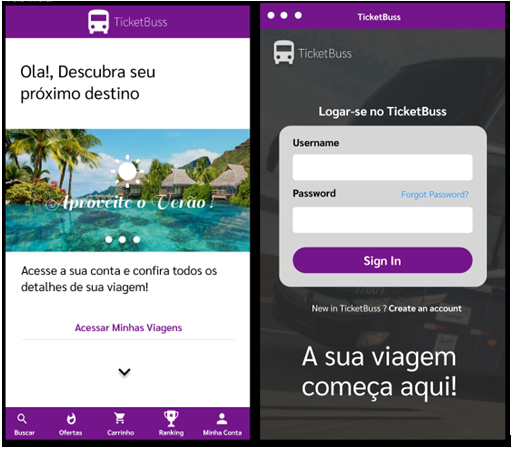 TicketBuss
Ola!, Descubra seu
próximo destino
Aproveite o Verão !
Acesse a sua conta e confira todos os
detalhes de sua viagem!
Acessar Minhas Viagens
Buscar
Ofertas
Carrinho
Ranking
Minha Conta
TicketBuss
TicketBuss
Logar-se no TicketBuss
Username
Password
Forgot Password?
Sign In
New in TicketBuss ? Create an account
A sua viagem
começa aqui!